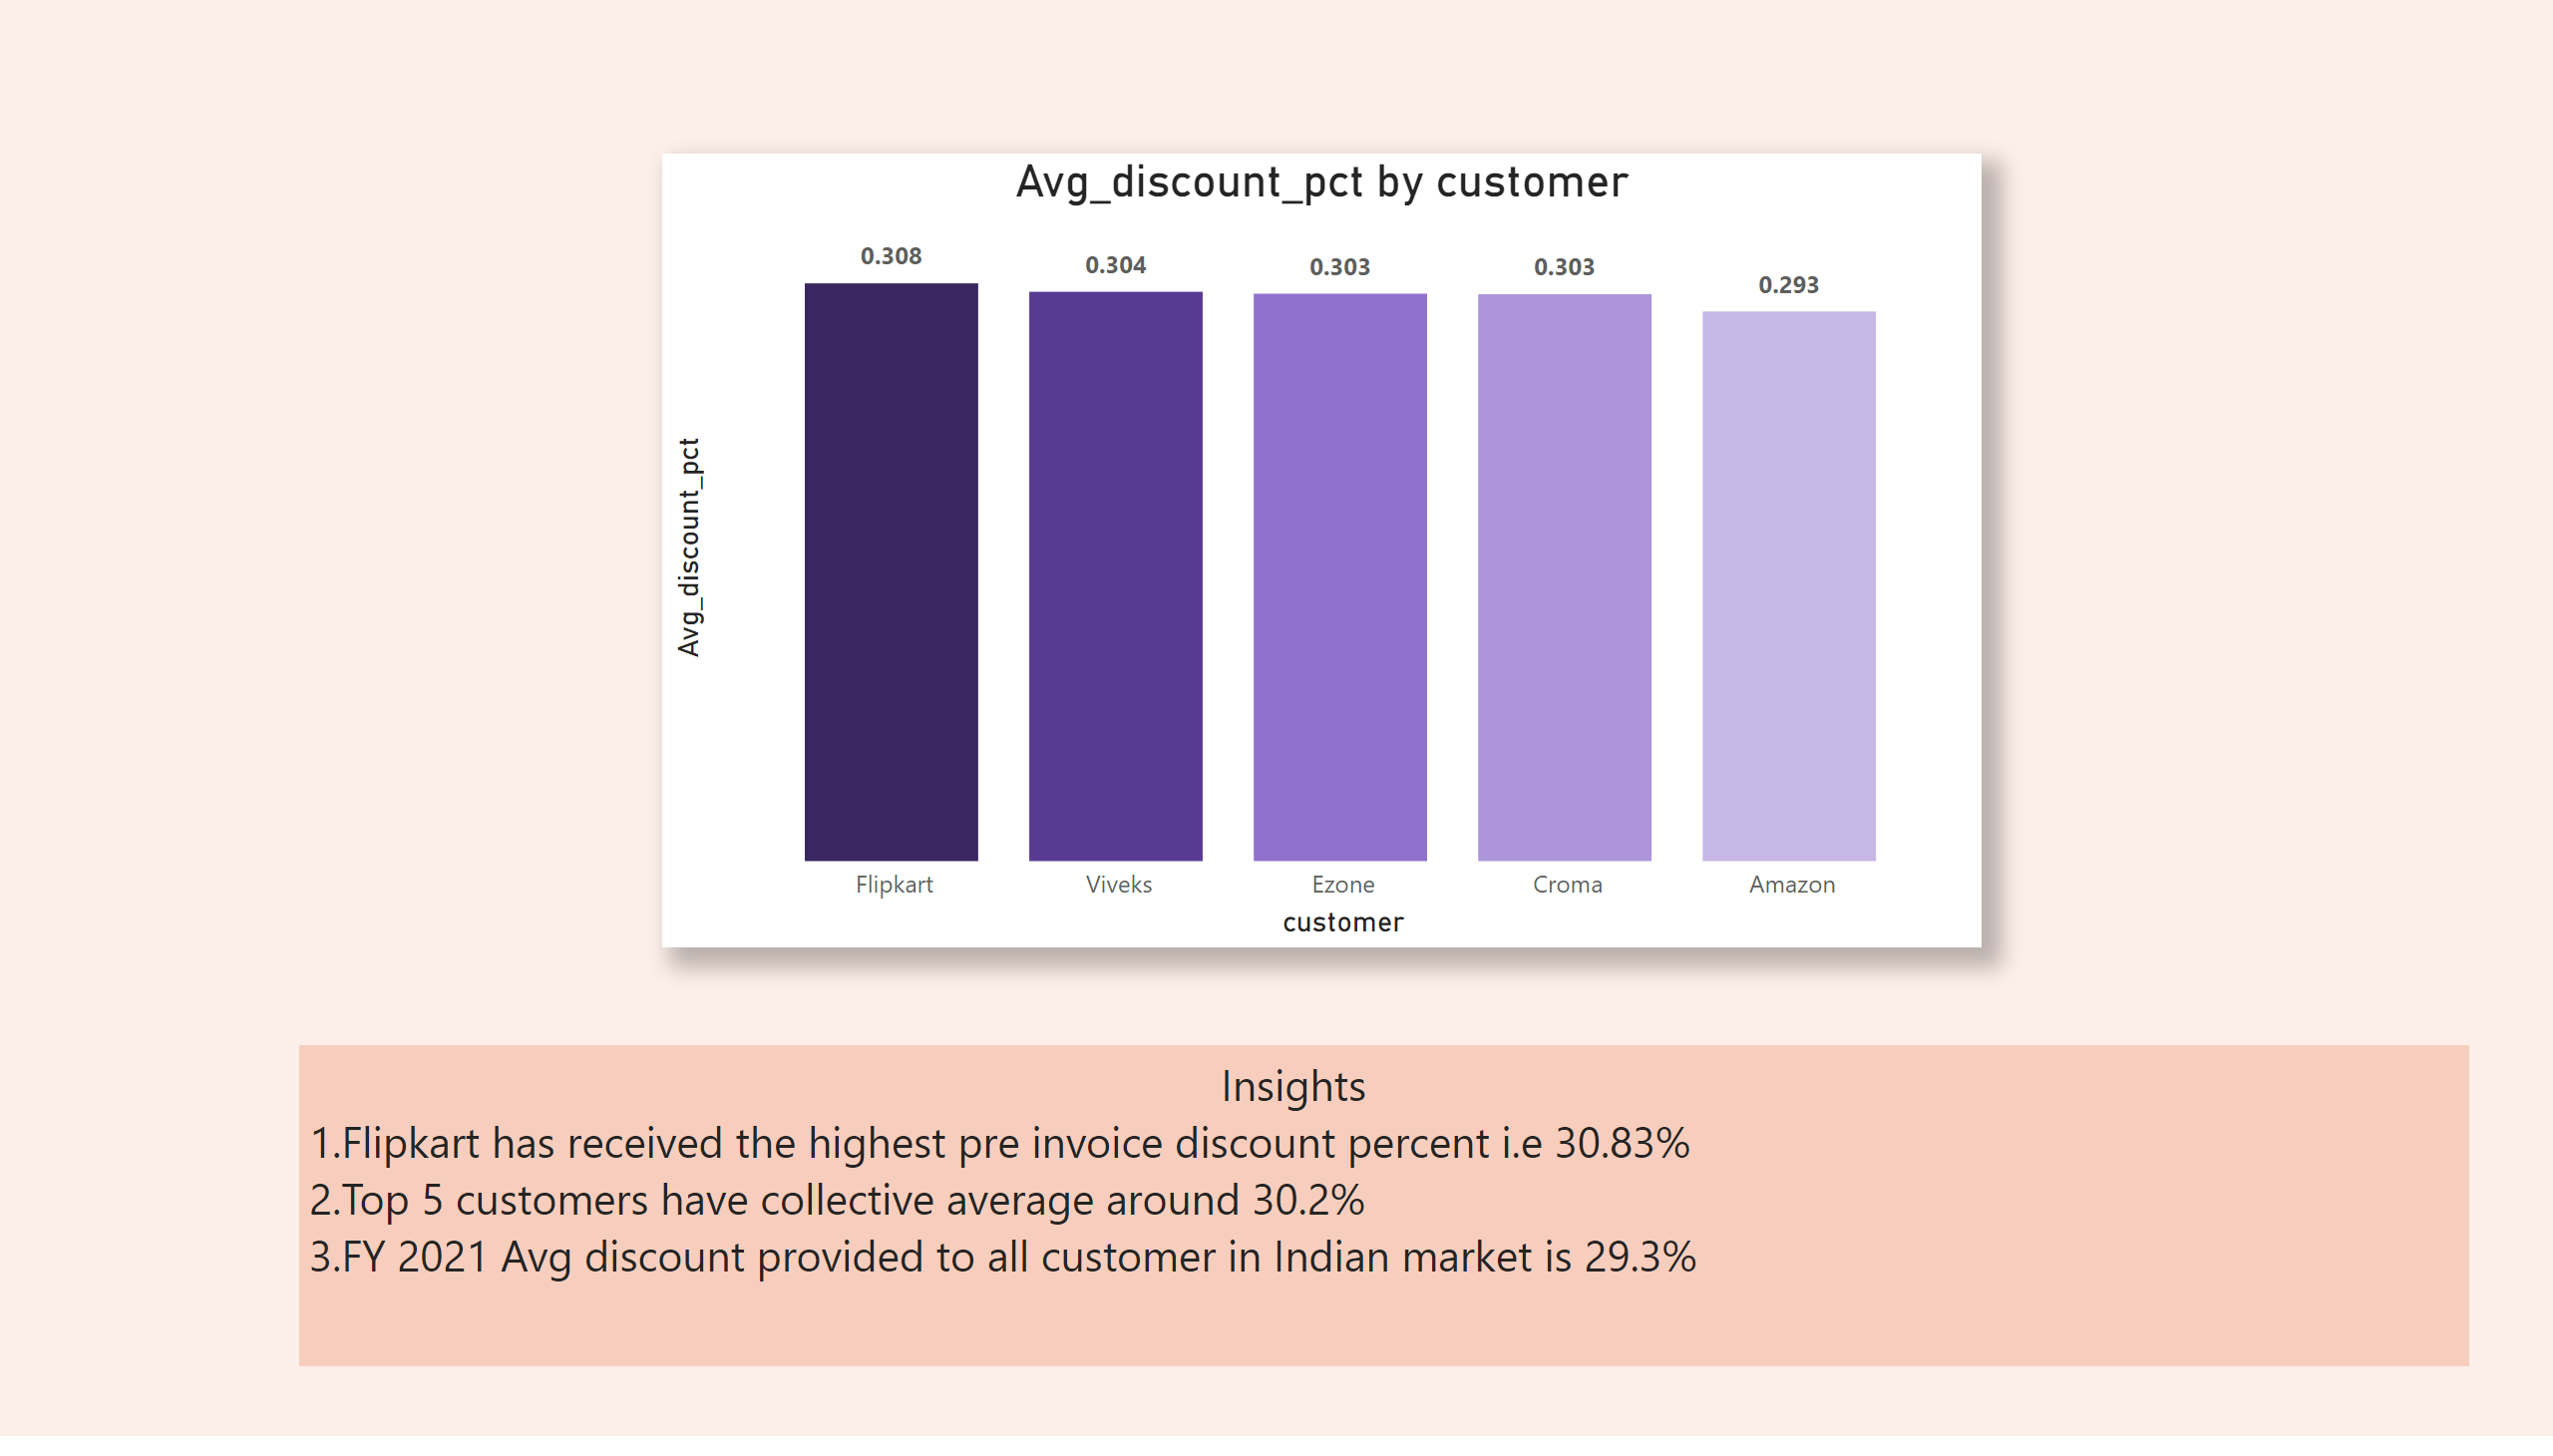 Avg_discount_pct by customer
0.308
0.304
0.303
0.303
0.293
Avg_discount_pct
Flipkart
Viveks
Ezone
Croma
Amazon
customer
Insights
1.Flipkart has received the highest pre invoice discount percent i.e 30.83%
2.Top 5 customers have collective average around 30.2%
3.FY 2021 Avg discount provided to all customer in Indian market is 29.3%